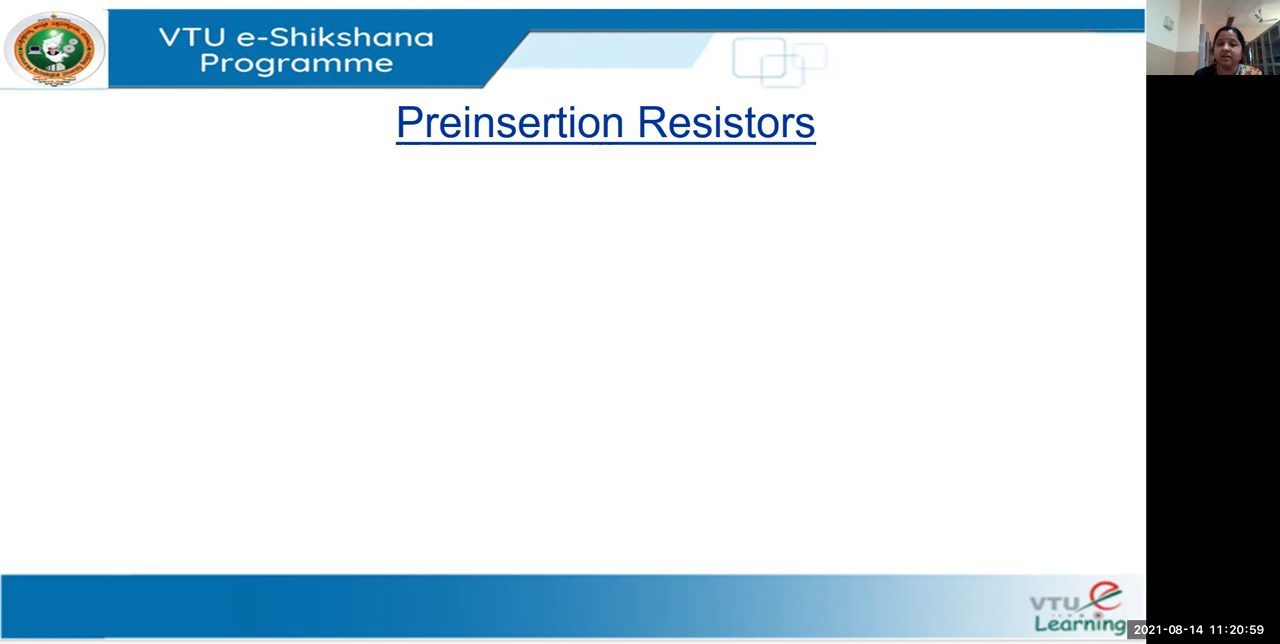 VTU e-Shikshana
Programme
Preinsertion Resistors
VTU e
Learning
2021-08-14 11:20:59